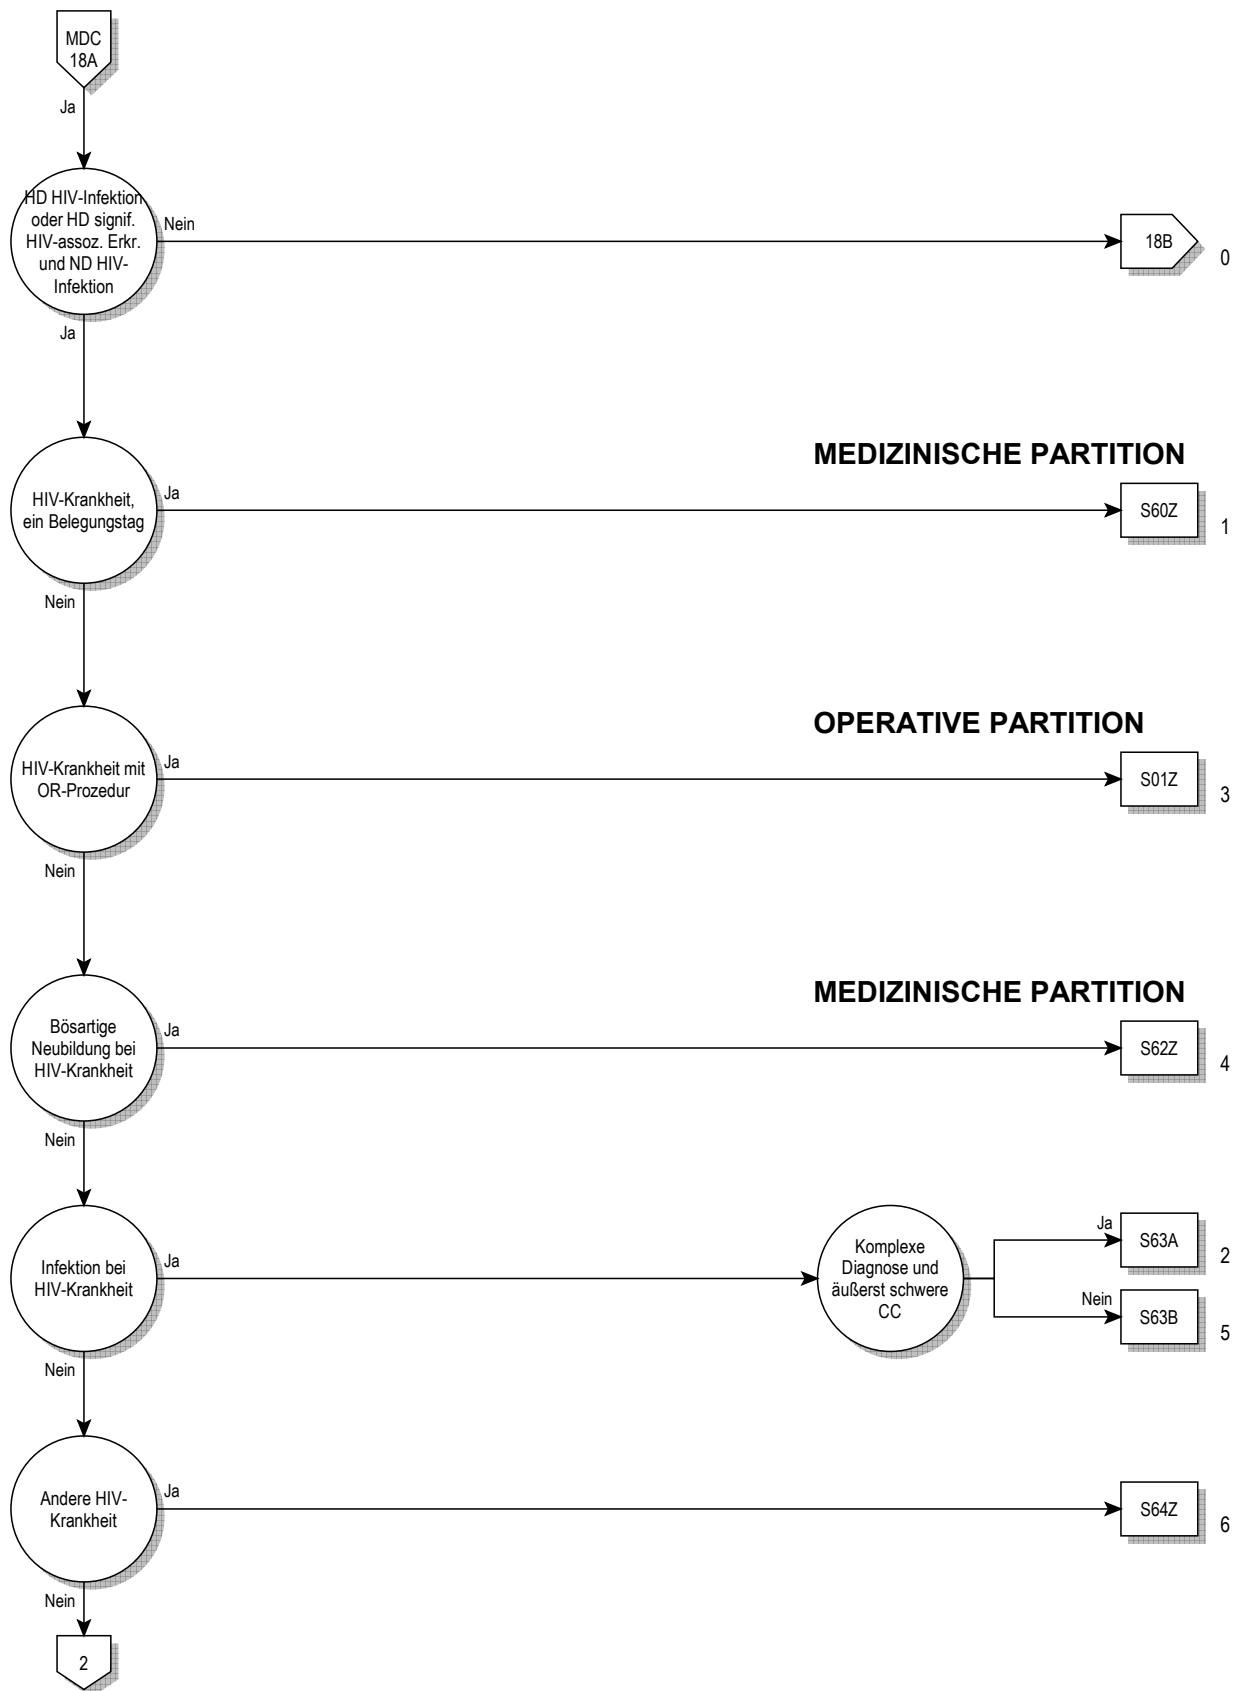 MDC
18A
Ja
HD HIV-Infektion
oder HD signif.
HIV-assoz. Erkr.
und ND HIV-
Infektion
Nein
18B
0
Ja
MEDIZINISCHE PARTITION
HIV-Krankheit,
ein Belegungstag
Ja
S60Z
1
Nein
OPERATIVE PARTITION
HIV-Krankheit mit
OR-Prozedur
Ja
S01Z
3
Nein
MEDIZINISCHE PARTITION
Bösartige
Neubildung bei
HIV-Krankheit
Ja
S62Z
4
Nein
Infektion bei
HIV-Krankheit
Ja
Komplexe
Diagnose und
äußerst schwere
CC
Ja
S63A
2
Nein
S63B
5
Nein
Andere HIV-
Krankheit
Ja
S64Z
6
Nein
2